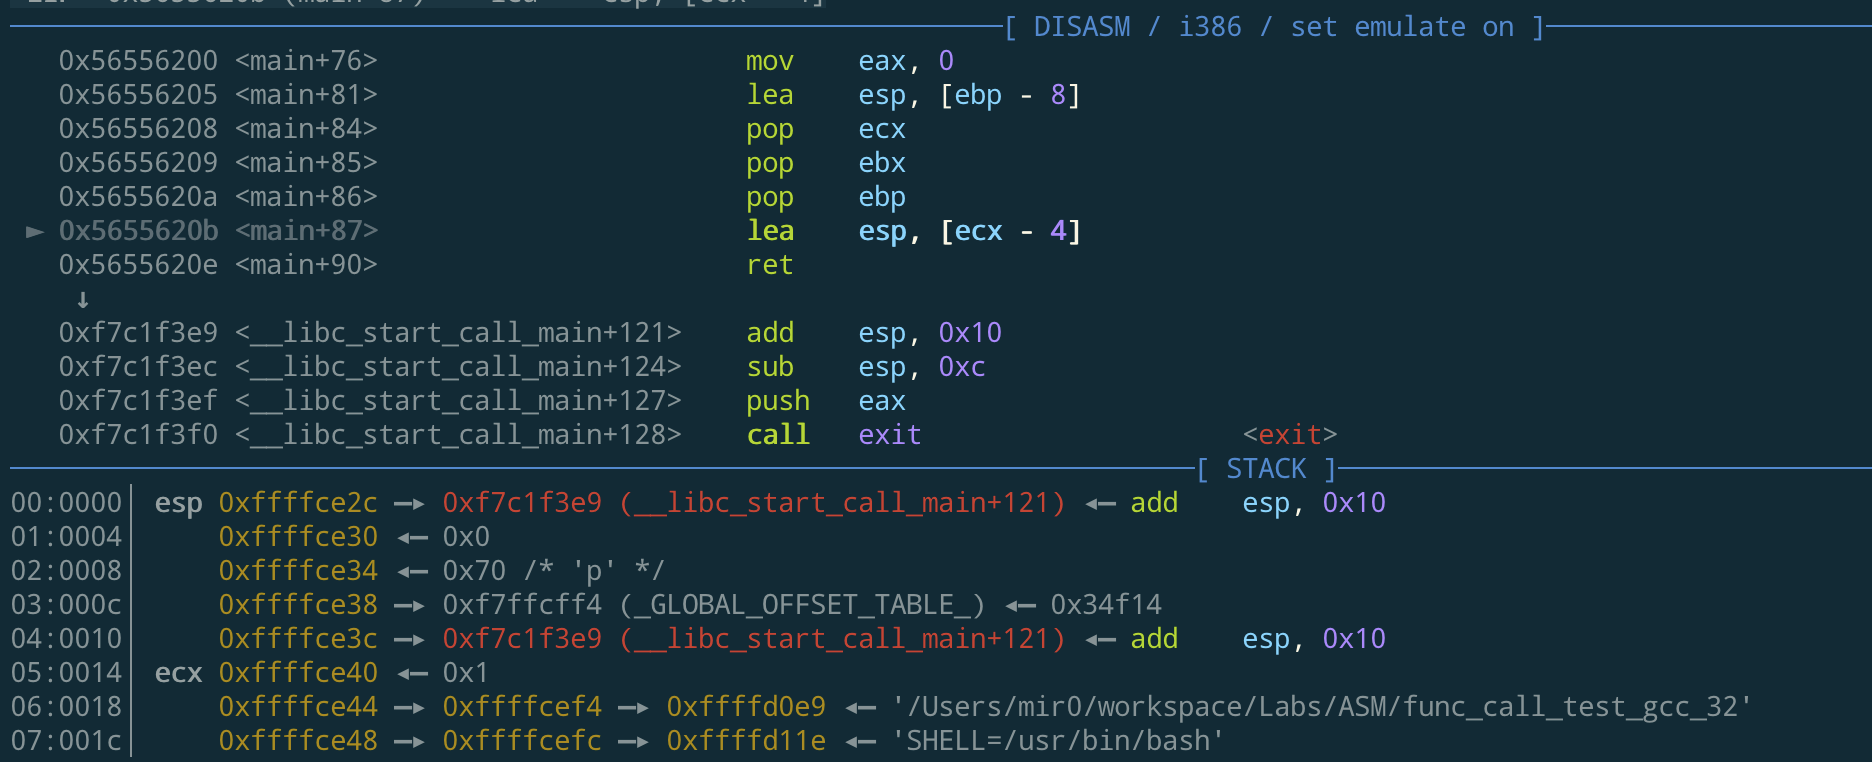 [ DISASM / i386 / set emulate on ]
0x56556200 <main+76> mov eax, 0
0x56556205 <main+81> lea esp, [ebp - 8]
0x56556208 <main+84> pop ecx
0x56556209 <main+85> pop ebx
0x5655620a <main+86> pop ebp
► 0x5655620b <main+87> lea esp, [ecx - 4]
0x5655620e <main+90> ret
↓
0xf7c1f3e9 <__libc_start_call_main+121> add esp, 0x10
0xf7c1f3ec <__libc_start_call_main+124> sub esp, 0xc
0xf7c1f3ef <__libc_start_call_main+127> push eax
0xf7c1f3f0 <__libc_start_call_main+128> call exit <exit>
[ STACK ]
00:0000│ esp 0xffffce2c —▸ 0xf7c1f3e9 (__libc_start_call_main+121) ◂— add esp, 0x10
01:0004│ 0xffffce30 ◂— 0x0
02:0008│ 0xffffce34 ◂— 0x70 /* 'p' */
03:000c│ 0xffffce38 —▸ 0xf7ffcff4 (_GLOBAL_OFFSET_TABLE_) ◂— 0x34f14
04:0010│ 0xffffce3c —▸ 0xf7c1f3e9 (__libc_start_call_main+121) ◂— add esp, 0x10
05:0014│ ecx 0xffffce40 ◂— 0x1
06:0018│ 0xffffce44 —▸ 0xffffcef4 —▸ 0xffffd0e9 ◂— '/Users/mir0/workspace/Labs/ASM/func_call_test_gcc_32'
07:001c│ 0xffffce48 —▸ 0xffffcefc —▸ 0xffffd11e ◂— 'SHELL=/usr/bin/bash'